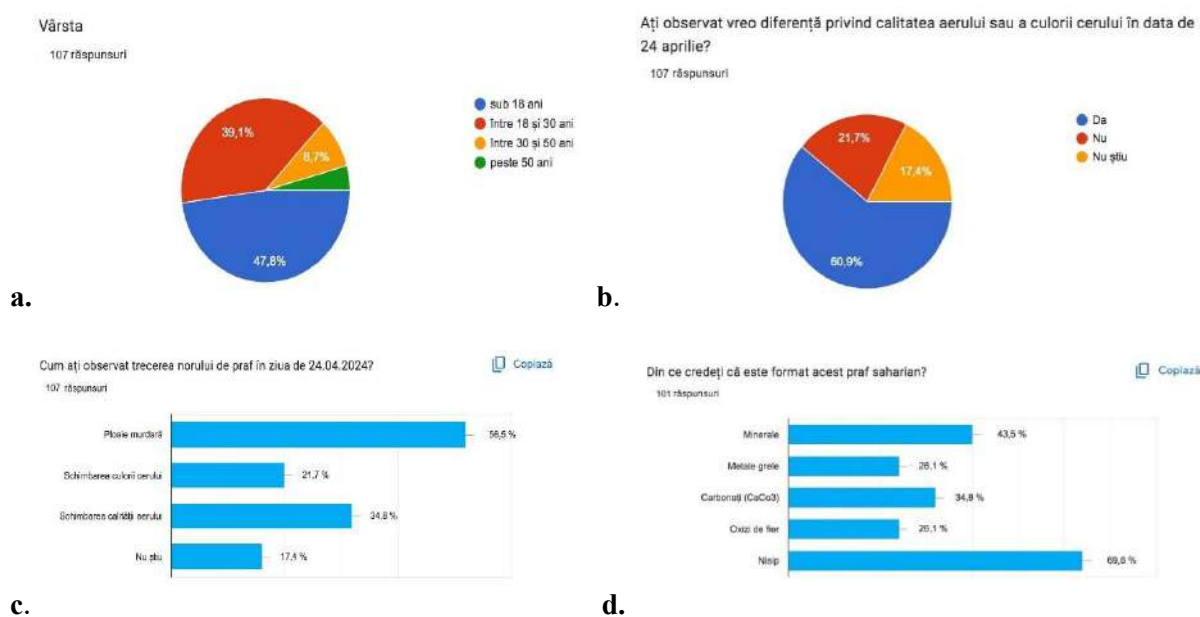 Vârsta
107 răspunsuri
39,1%
8,7%
47,8%
sub 18 ani
între 18 și 30 ani
între 30 și 50 ani
peste 50 ani
a.
Ați observat vreo diferență privind calitatea aerului sau a culorii cerului în data de
24 aprilie?
107 răspunsuri
21,7%
17,4%
60,9%
Da
Nu
Nu știu
b.
Cum ați observat trecerea norului de praf în ziua de 24.04.2024?
Copiază
107 răspunsuri
Ploaie murdară
56,5 %
Schimbarea culorii cerului
21,7 %
Schimbarea calității aerului
34,8 %
Nu știu
17,4 %
c.
Din ce credeți că este format acest praf saharian?
Copiază
101 răspunsuri
Minerale
43,5 %
Metale grele
26,1 %
Carbonați (CaCo3)
34,8 %
Oxizi de fier
26,1 %
Nisip
69,6 %
d.